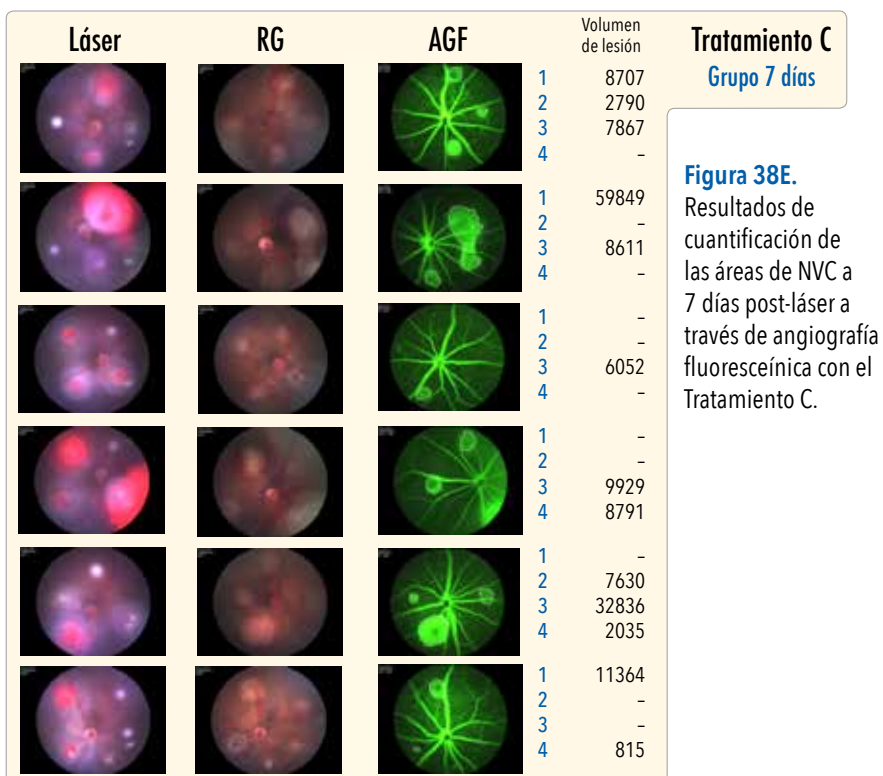 Láser RG AGF Volumen de lesión Tratamiento C
Grupo 7 días
1 8707
2 2790
3 7867
4 –
1 59849
2 –
3 8611
4 –
1 –
2 –
3 6052
4 –
1 –
2 –
3 9929
4 8791
1 –
2 7630
3 32836
4 2035
1 11364
2 –
3 –
4 815
Figura 38E.
Resultados de
cuantificación de
las áreas de NVC a
7 días post-láser a
través de angiografía
fluoresceínica con el
Tratamiento C.